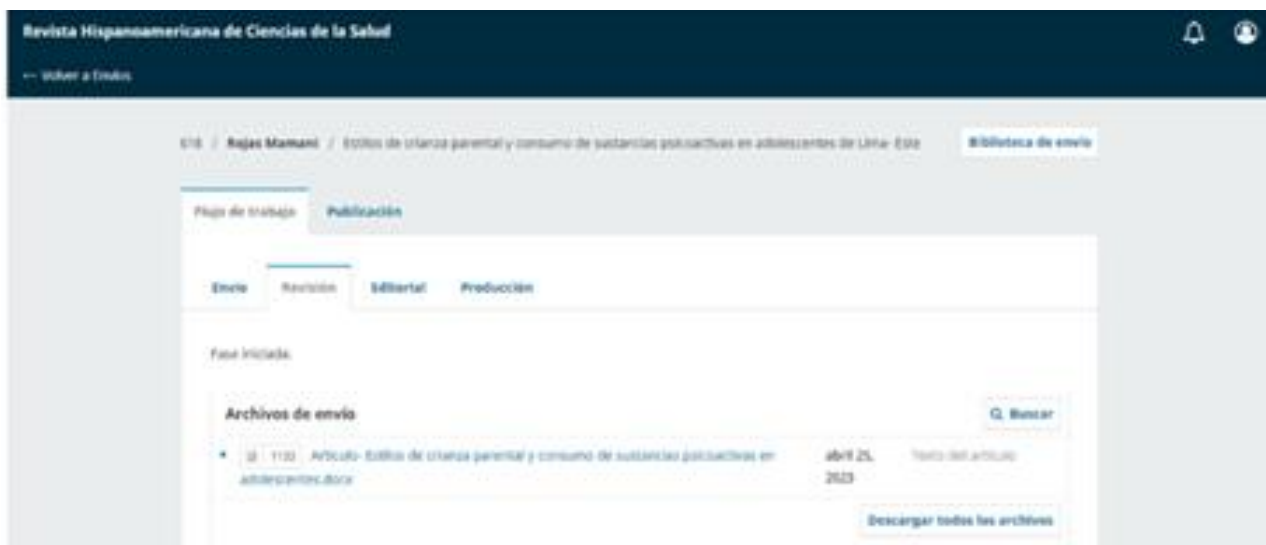 Revista Hispanoamericana de Ciencias de la Salud
← Volver a Envíos
618 / Rojas Mamani / Estilos de crianza parental y consumo de sustancias psicoactivas en adolescentes de Lima- Este
Biblioteca de envío
Flujo de trabajo Publicación
Envío Revisión Editorial Producción
Fase iniciada.
Archivos de envío
Q Buscar
Articulo- Estilos de crianza parental y consumo de sustancias psicoactivas en
adolescentes.docx
abril 25,
2023
Texto del artículo
Descargar todos los archivos